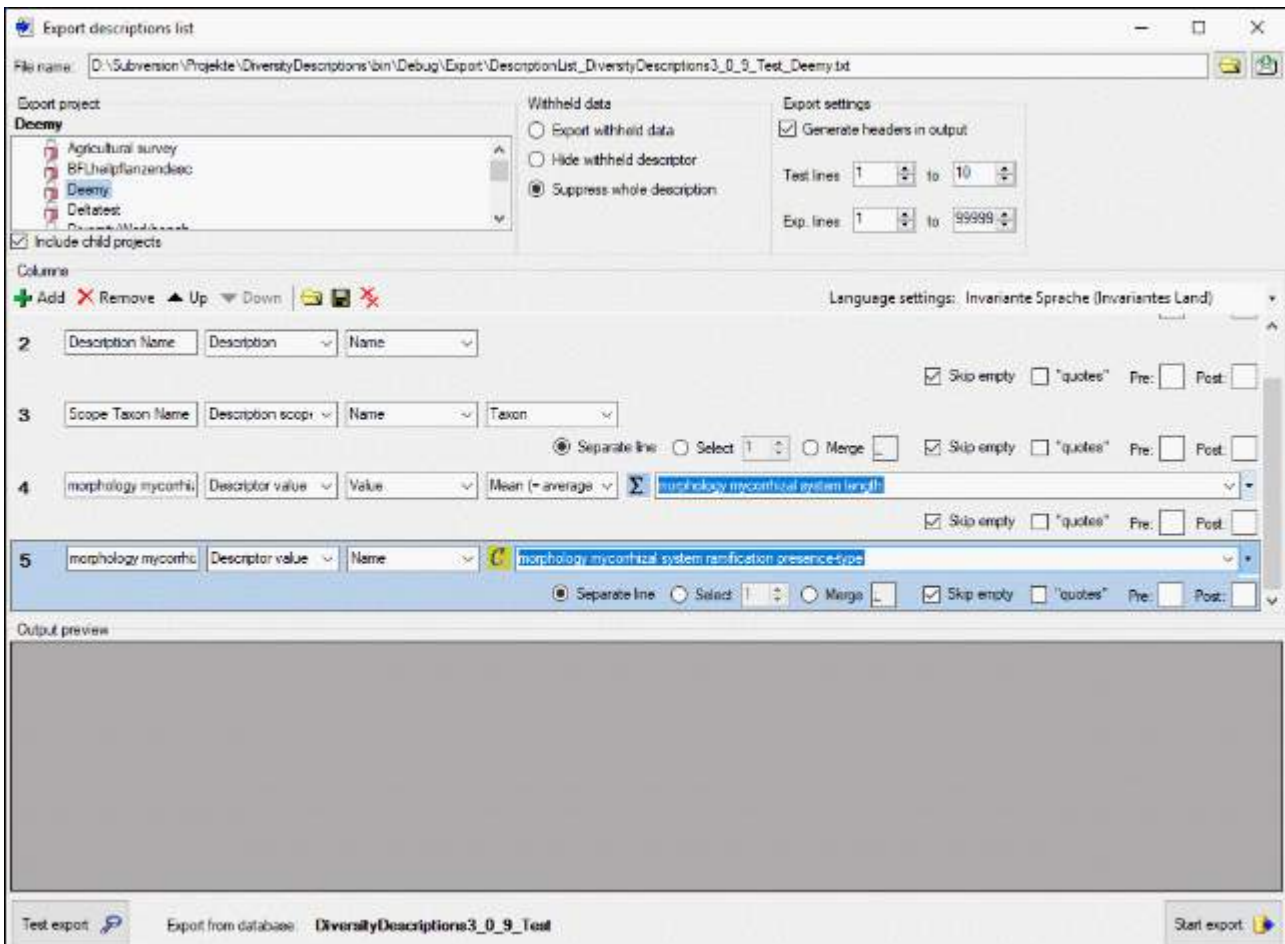 Export descriptions list
File name: D:\Subversion\Projekte\DiversityDescriptions\bin\Debug\Export\DescriptionList_DiversityDescriptions3_0_9_Test_Deemy.txt
Export project
Deemy
Agricultural survey
BFLheilpflanzendesc
Deemy
Deltatest
DiversityWorkbench
Include child projects
Withheld data
Export withheld data
Hide withheld descriptor
Suppress whole description
Export settings
Generate headers in output
Test lines 1 to 10
Exp. lines 1 to 99999
Columns
Add Remove Up Down Language settings: Invariante Sprache (Invariantes Land)
2 Description Name Description Name
Skip empty "quotes" Pre: Post:
3 Scope Taxon Name Description scope Name Taxon
Separate line Select 1 Merge Skip empty "quotes" Pre: Post:
4 morphology mycorrhiz Descriptor value Value Mean (= average Σ morphology mycorrhizal system length
Skip empty "quotes" Pre: Post:
5 morphology mycorrhiz Descriptor value Name C morphology mycorrhizal system ramification presence-type
Separate line Select 1 Merge Skip empty "quotes" Pre: Post:
Output preview
Test export Export from database: DiversityDescriptions3_0_9_Test Start export